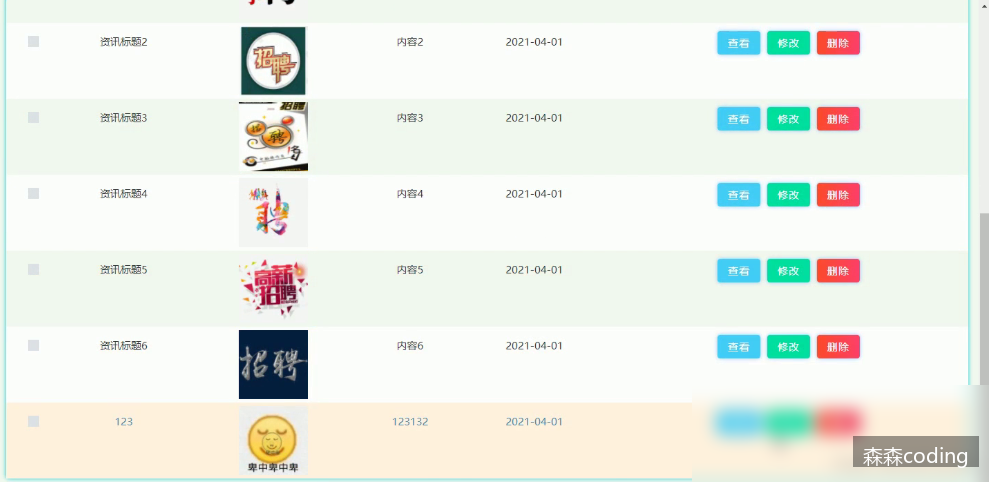 资讯标题2 招聘 内容2 2021-04-01 查看 修改 删除
资讯标题3 招聘 招聘 内容3 2021-04-01 查看 修改 删除
资讯标题4 聘 内容4 2021-04-01 查看 修改 删除
资讯标题5 高薪招聘 内容5 2021-04-01 查看 修改 删除
资讯标题6 招聘 内容6 2021-04-01 查看 修改 删除
123 卑中卑中卑 123132 2021-04-01
森森coding